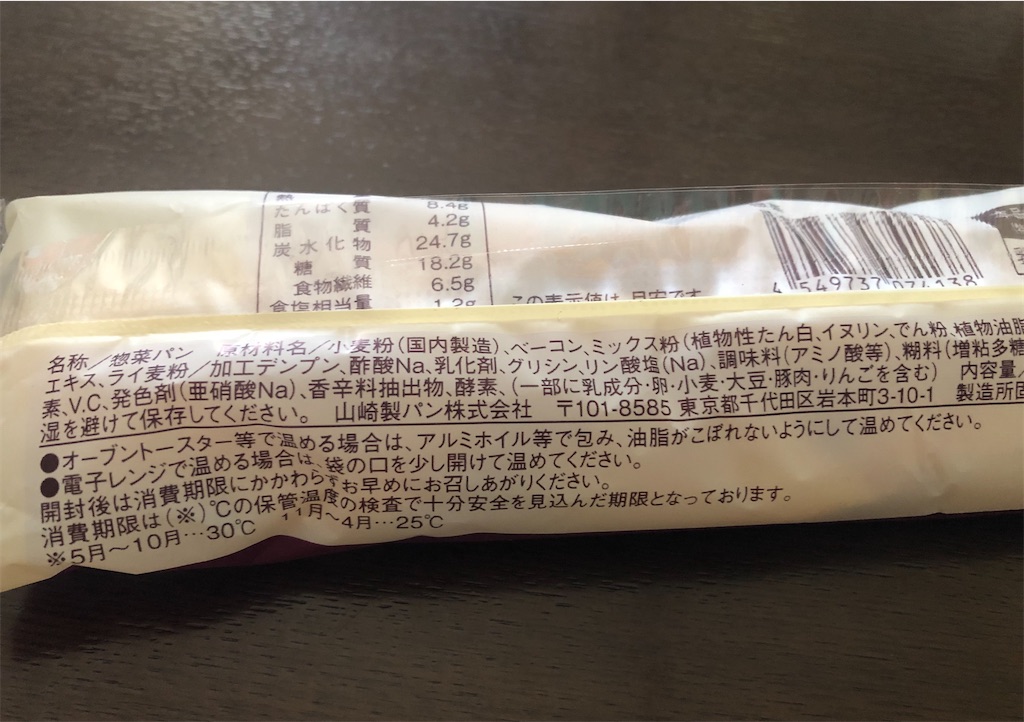 たんぱく質 8.4g
脂質 4.2g
炭水化物 24.7g
糖質 18.2g
食物繊維 6.5g
食塩相当量 1.2g
この表示値は、目安です
4 549737 074138
名称／惣菜パン 原材料名／小麦粉（国内製造）、ベーコン、ミックス粉（植物性たん白、イヌリン、でん粉、植物油脂
エキス、ライ麦粉／加工デンプン、酢酸Na、乳化剤、グリシン、リン酸塩（Na）、調味料（アミノ酸等）、糊料（増粘多糖
素、V.C、発色剤（亜硝酸Na）、香辛料抽出物、酵素、（一部に乳成分・卵・小麦・大豆・豚肉・りんごを含む） 内容量／
湿を避けて保存してください。 山崎製パン株式会社 〒101-8585 東京都千代田区岩本町3-10-1 製造所固
●オーブントースター等で温める場合は、アルミホイル等で包み、油脂がこぼれないようにして温めてください。
●電子レンジで温める場合は、袋の口を少し開けて温めてください。
開封後は消費期限にかかわらずお早めにお召しあがりください。
消費期限は（※）℃の保管温度の検査で十分安全を見込んだ期限となっております。
※5月～10月…30℃ 11月～4月…25℃